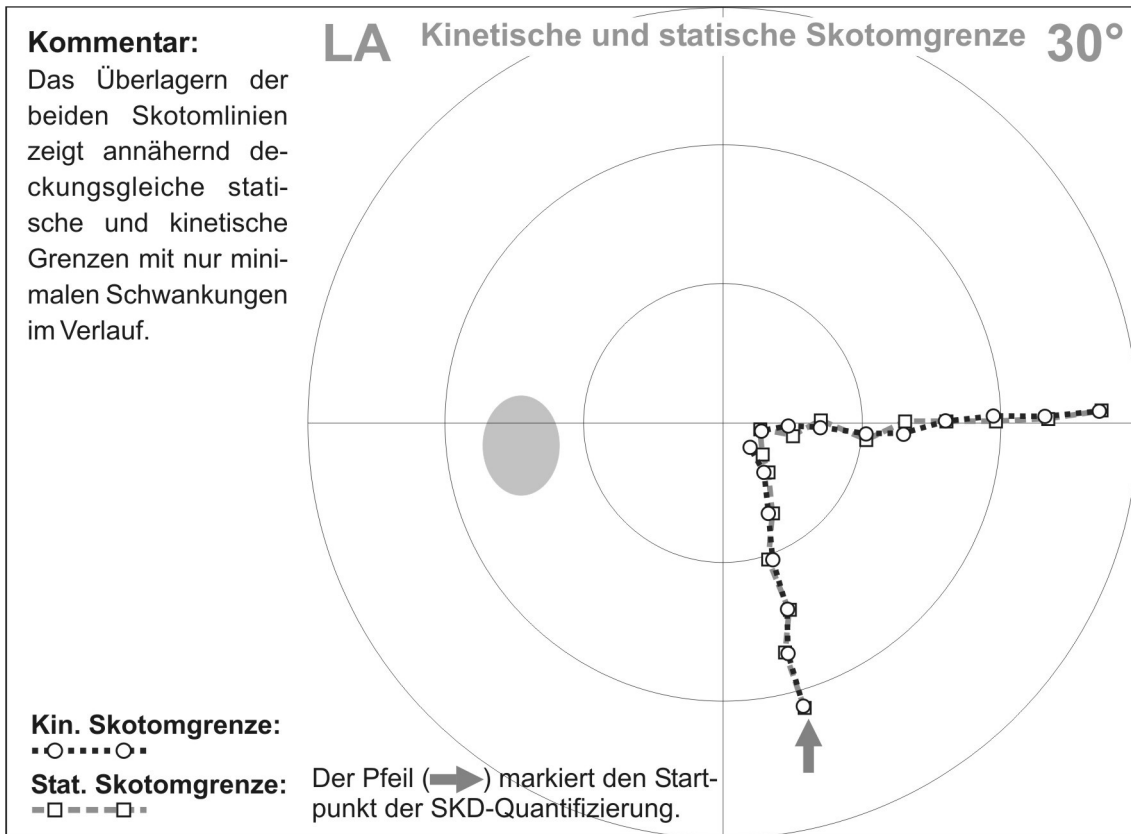 LA Kinetische und statische Skotomgrenze 30°
Kommentar:
Das Überlagern der
beiden Skotomlinien
zeigt annähernd de-
ckungsgleiche stati-
sche und kinetische
Grenzen mit nur mini-
malen Schwankungen
im Verlauf.
Kin. Skotomgrenze:
Stat. Skotomgrenze:
Der Pfeil ( ) markiert den Start-
punkt der SKD-Quantifizierung.